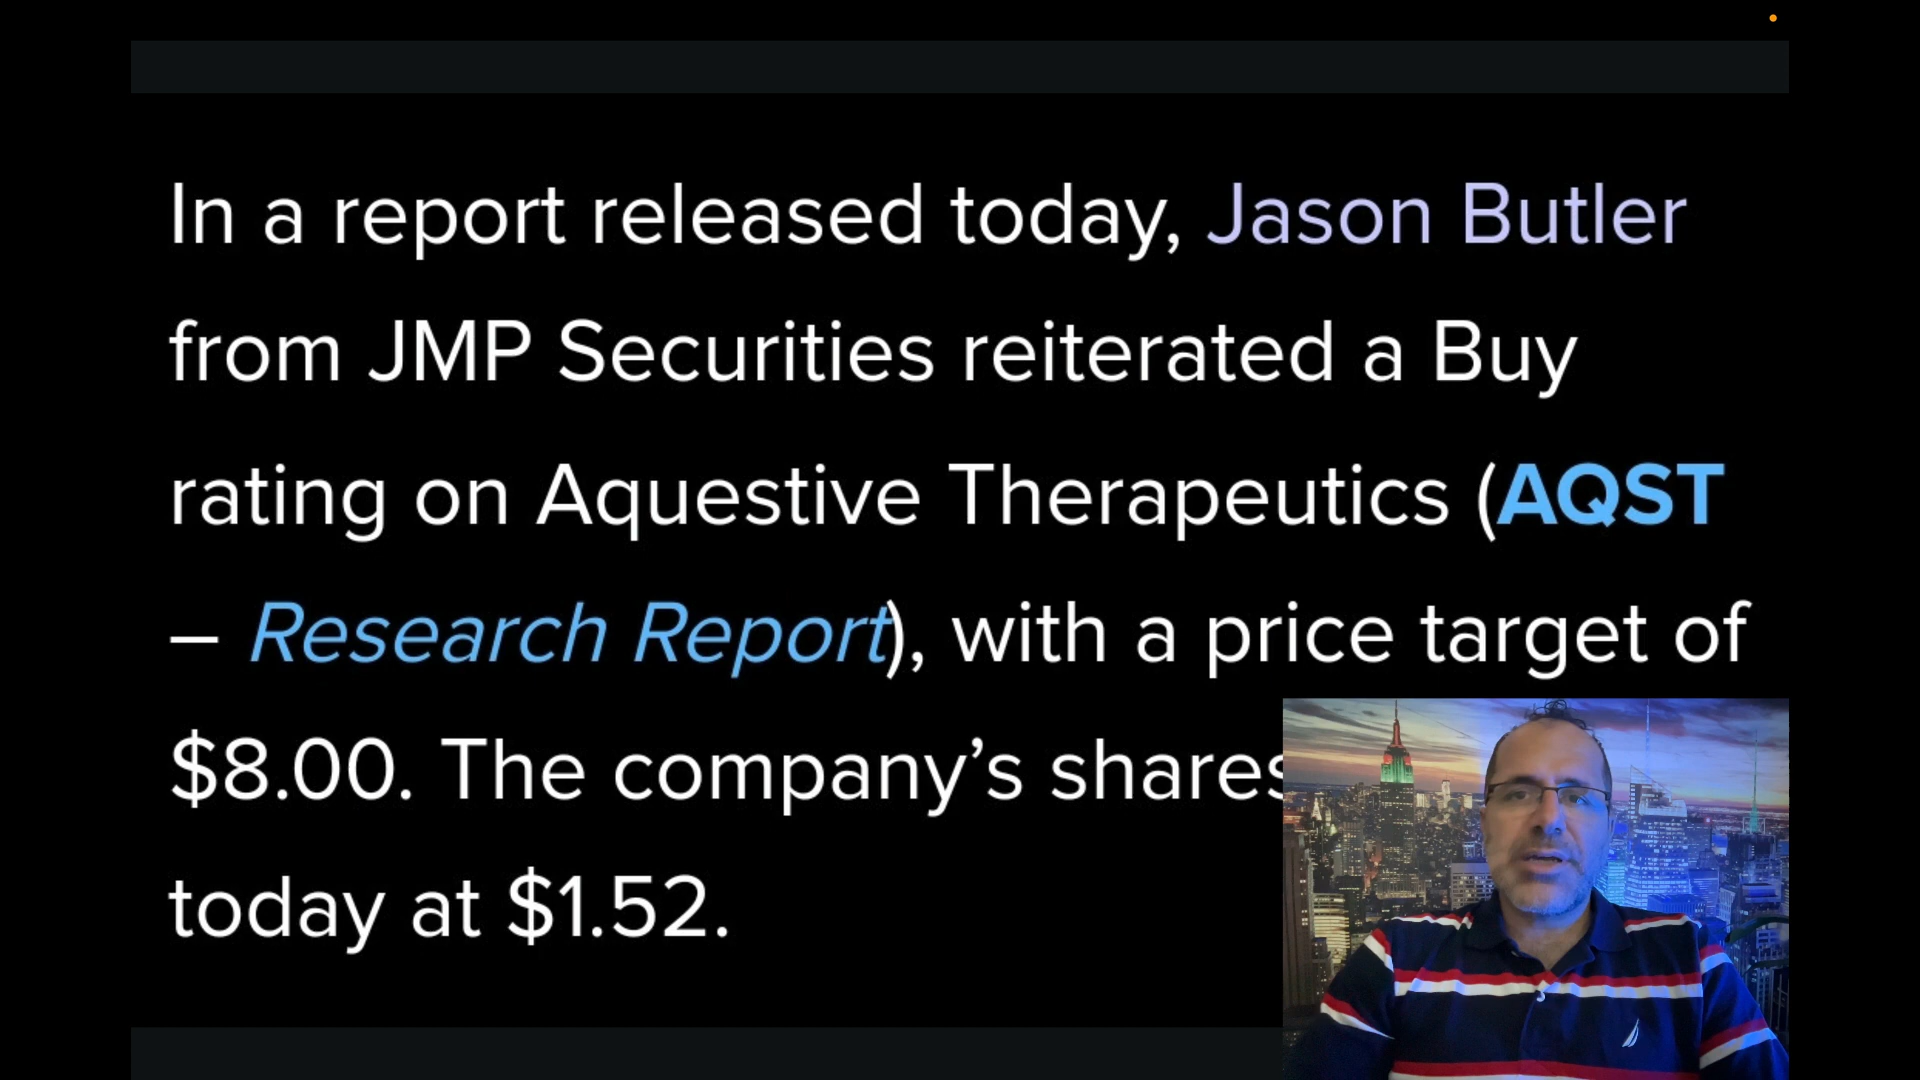 In a report released today, Jason Butler
from JMP Securities reiterated a Buy
rating on Aquestive Therapeutics (AQST
– Research Report), with a price target of
$8.00. The company’s shares
today at $1.52.